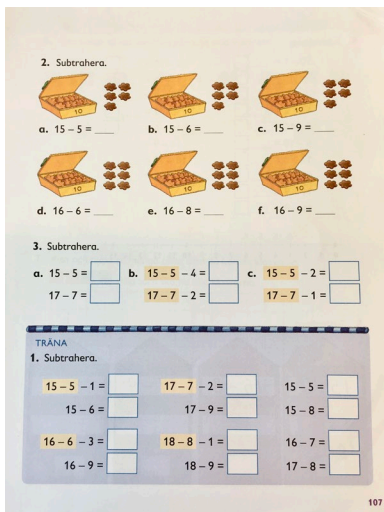 2. Subtrahera.
10 10 10
a. 15 – 5 = ____ b. 15 – 6 = ____ c. 15 – 9 = ____
10 10 10
d. 16 – 6 = ____ e. 16 – 8 = ____ f. 16 – 9 = ____
3. Subtrahera.
a. 15 – 5 = b. 15 – 5 – 4 = c. 15 – 5 – 2 =
17 – 7 = 17 – 7 – 2 = 17 – 7 – 1 =
TRÄNA
1. Subtrahera.
15 – 5 – 1 = 17 – 7 – 2 = 15 – 5 =
15 – 6 = 17 – 9 = 15 – 8 =
16 – 6 – 3 = 18 – 8 – 1 = 16 – 7 =
16 – 9 = 18 – 9 = 17 – 8 =
107